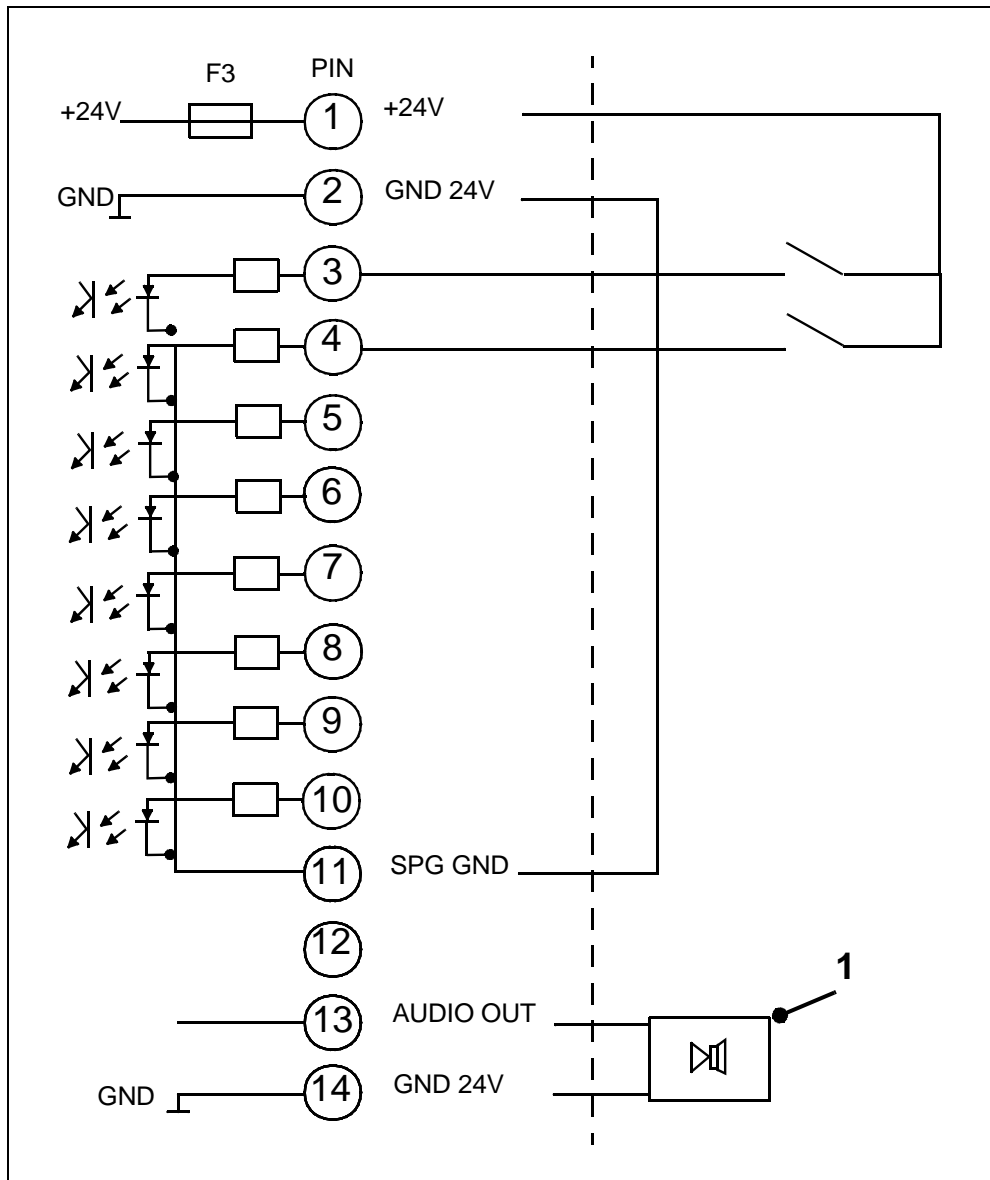 F3 PIN
+24V 1 +24V
GND 2 GND 24V
3
4
5
6
7
8
9
10
11 SPG GND
12
1
13 AUDIO OUT
GND 14 GND 24V